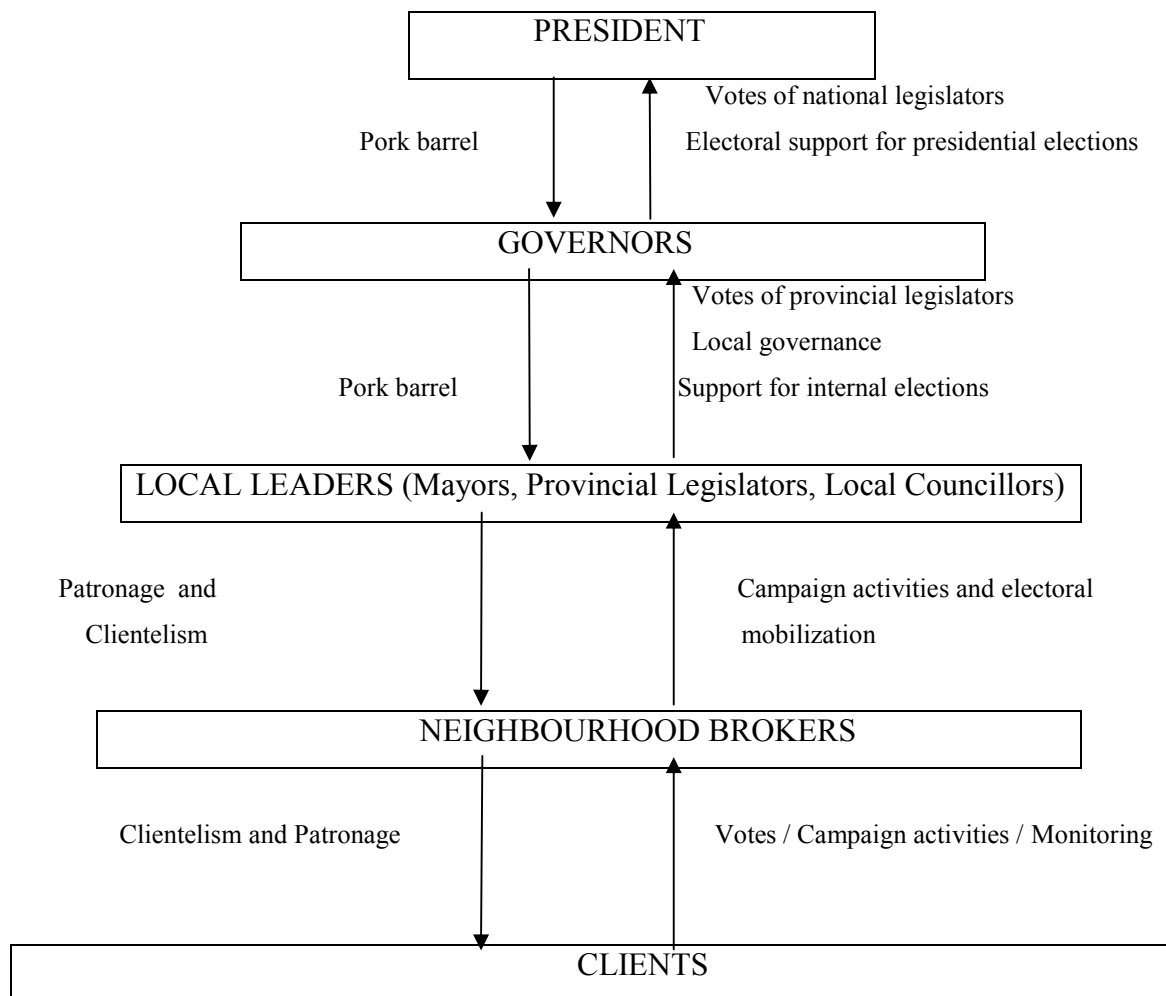 PRESIDENT
Votes of national legislators
Pork barrel
Electoral support for presidential elections
GOVERNORS
Votes of provincial legislators
Local governance
Pork barrel
Support for internal elections
LOCAL LEADERS (Mayors, Provincial Legislators, Local Councillors)
Patronage and
Clientelism
Campaign activities and electoral
mobilization
NEIGHBOURHOOD BROKERS
Clientelism and Patronage
Votes / Campaign activities / Monitoring
CLIENTS